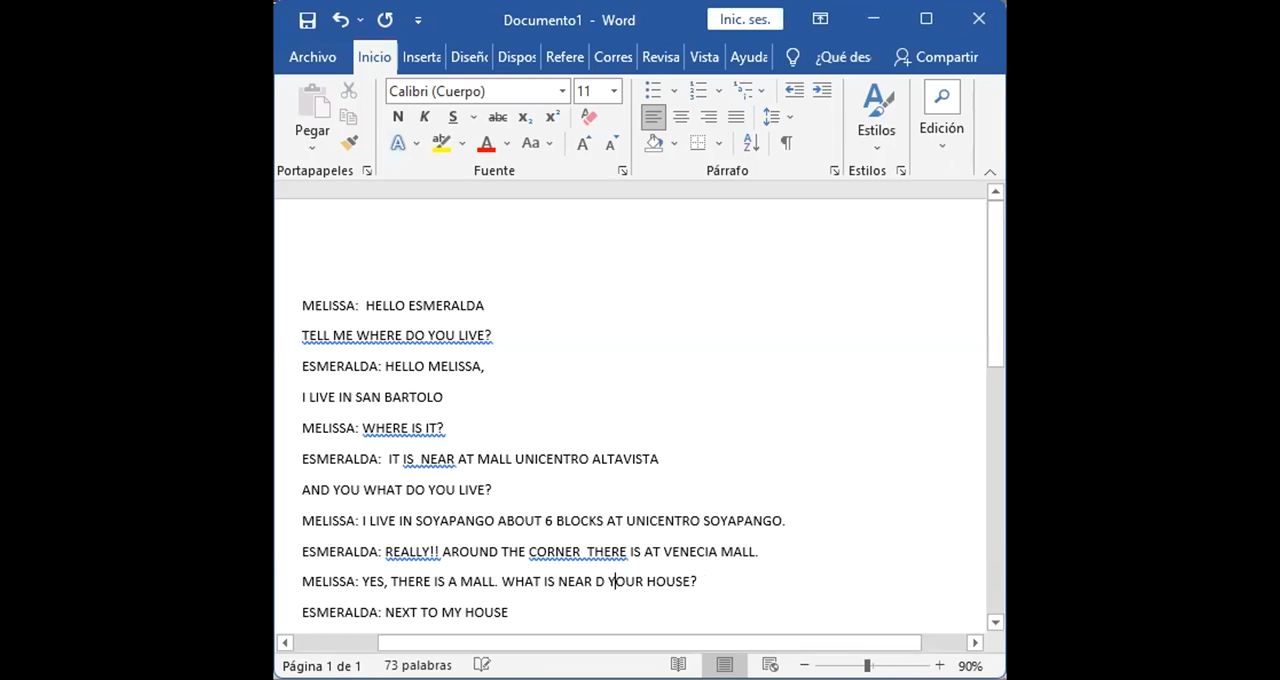 Documento1 - Word
Inic. ses.
Archivo Inicio Inserta Diseño Dispos Refere Corres Revisa Vista Ayuda ¿Qué des Compartir
Calibri (Cuerpo) 11
Pegar
N K S abc x₂ x²
A A Aa A A
Estilos
Edición
Portapapeles Fuente Párrafo Estilos
MELISSA: HELLO ESMERALDA
TELL ME WHERE DO YOU LIVE?
ESMERALDA: HELLO MELISSA,
I LIVE IN SAN BARTOLO
MELISSA: WHERE IS IT?
ESMERALDA: IT IS NEAR AT MALL UNICENTRO ALTAVISTA
AND YOU WHAT DO YOU LIVE?
MELISSA: I LIVE IN SOYAPANGO ABOUT 6 BLOCKS AT UNICENTRO SOYAPANGO.
ESMERALDA: REALLY!! AROUND THE CORNER THERE IS AT VENECIA MALL.
MELISSA: YES, THERE IS A MALL. WHAT IS NEAR D YOUR HOUSE?
ESMERALDA: NEXT TO MY HOUSE
Página 1 de 1 73 palabras 90%